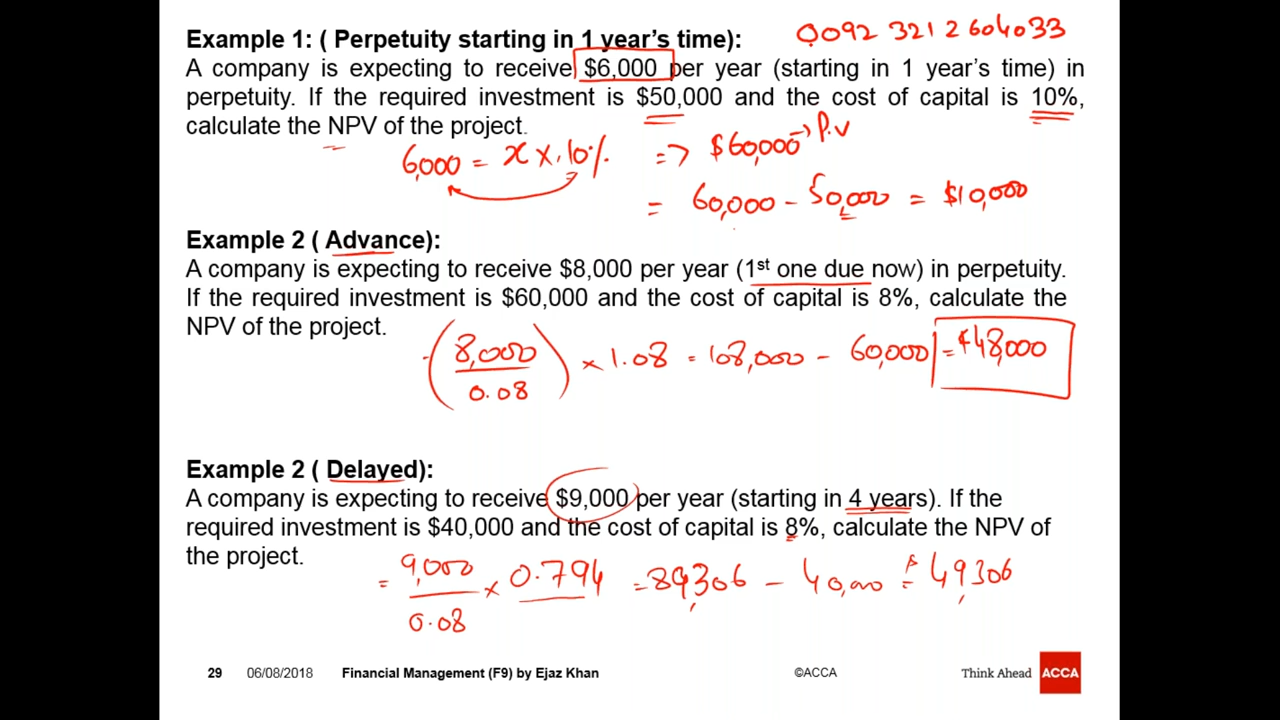 Example 1: ( Perpetuity starting in 1 year's time):
0092 3212604033
A company is expecting to receive $6,000 per year (starting in 1 year's time) in
perpetuity. If the required investment is $50,000 and the cost of capital is 10%,
calculate the NPV of the project.
6,000 = x x .10% => $60,000 → P.V
= 60,000 - 50,000 = $10,000
Example 2 ( Advance):
A company is expecting to receive $8,000 per year (1st one due now) in perpetuity.
If the required investment is $60,000 and the cost of capital is 8%, calculate the
NPV of the project.
(8,000 / 0.08) x 1.08 = 108,000 - 60,000 = $48,000
Example 2 ( Delayed):
A company is expecting to receive $9,000 per year (starting in 4 years). If the
required investment is $40,000 and the cost of capital is 8%, calculate the NPV of
the project.
= 9,000 / 0.08 x 0.794 = 89,306 - 40,000 = $49,306
29 06/08/2018 Financial Management (F9) by Ejaz Khan ©ACCA Think Ahead ACCA